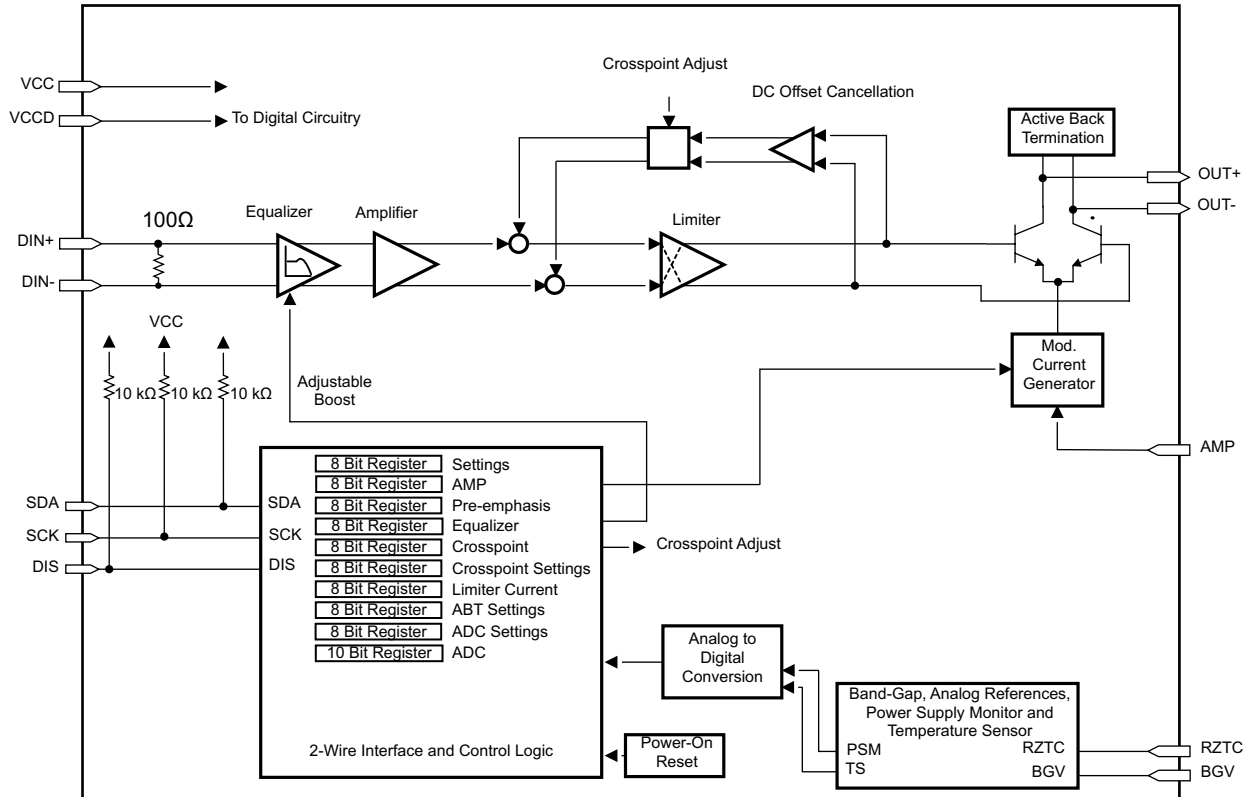 Crosspoint Adjust
VCC
DC Offset Cancellation
VCCD
To Digital Circuitry
Active Back
Termination
OUT+
OUT-
100Ω
Equalizer
Amplifier
Limiter
DIN+
DIN-
VCC
Mod.
Current
Generator
10 kΩ
10 kΩ
10 kΩ
Adjustable
Boost
AMP
8 Bit Register Settings
8 Bit Register AMP
SDA
SDA
8 Bit Register Pre-emphasis
8 Bit Register Equalizer
SCK
SCK
8 Bit Register Crosspoint
Crosspoint Adjust
DIS
DIS
8 Bit Register Crosspoint Settings
8 Bit Register Limiter Current
8 Bit Register ABT Settings
8 Bit Register ADC Settings
10 Bit Register ADC
Analog to
Digital
Conversion
Band-Gap, Analog References,
Power Supply Monitor and
Temperature Sensor
2-Wire Interface and Control Logic
Power-On
Reset
PSM
RZTC
RZTC
TS
BGV
BGV